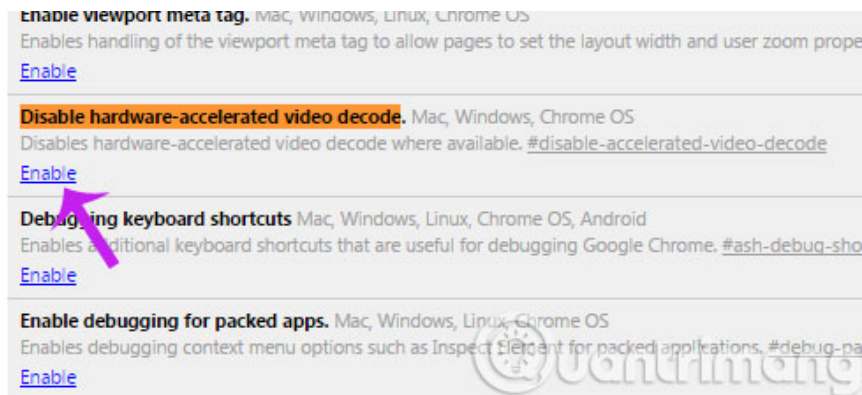 Enable viewport meta tag. Mac, Windows, Linux, Chrome OS
Enables handling of the viewport meta tag to allow pages to set the layout width and user zoom prope
Enable
Disable hardware-accelerated video decode. Mac, Windows, Chrome OS
Disables hardware-accelerated video decode where available. #disable-accelerated-video-decode
Enable
Debugging keyboard shortcuts Mac, Windows, Linux, Chrome OS, Android
Enables additional keyboard shortcuts that are useful for debugging Google Chrome. #ash-debug-sho
Enable
Enable debugging for packed apps. Mac, Windows, Linux, Chrome OS
Enables debugging context menu options such as Inspect Element for packed applications. #debug-pa
Enable
Quantrimang